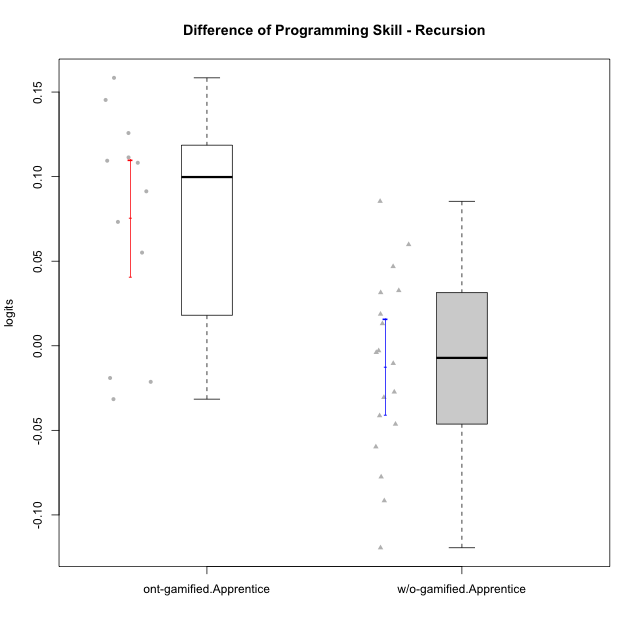 Difference of Programming Skill - Recursion
logits
0.15
0.10
0.05
0.00
-0.05
-0.10
ont-gamified.Apprentice
w/o-gamified.Apprentice